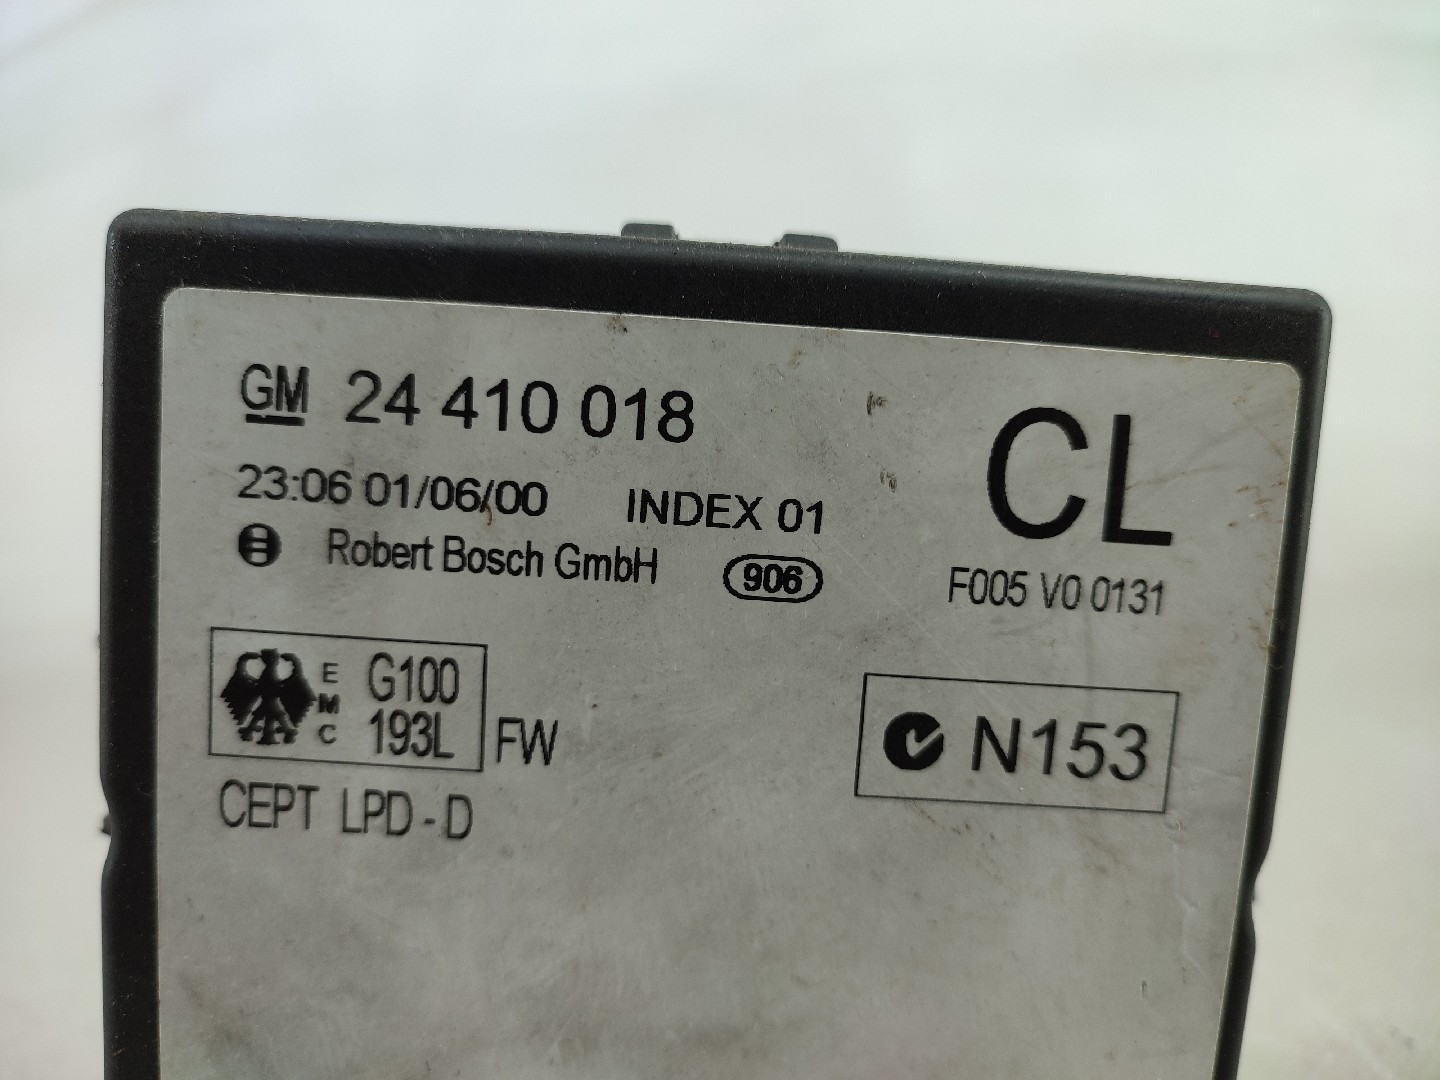 GM 24 410 018
CL
23:06 01/06/00 INDEX 01
Robert Bosch GmbH 906
F005 V0 0131
EMC G100
193L FW
N153
CEPT LPD-D